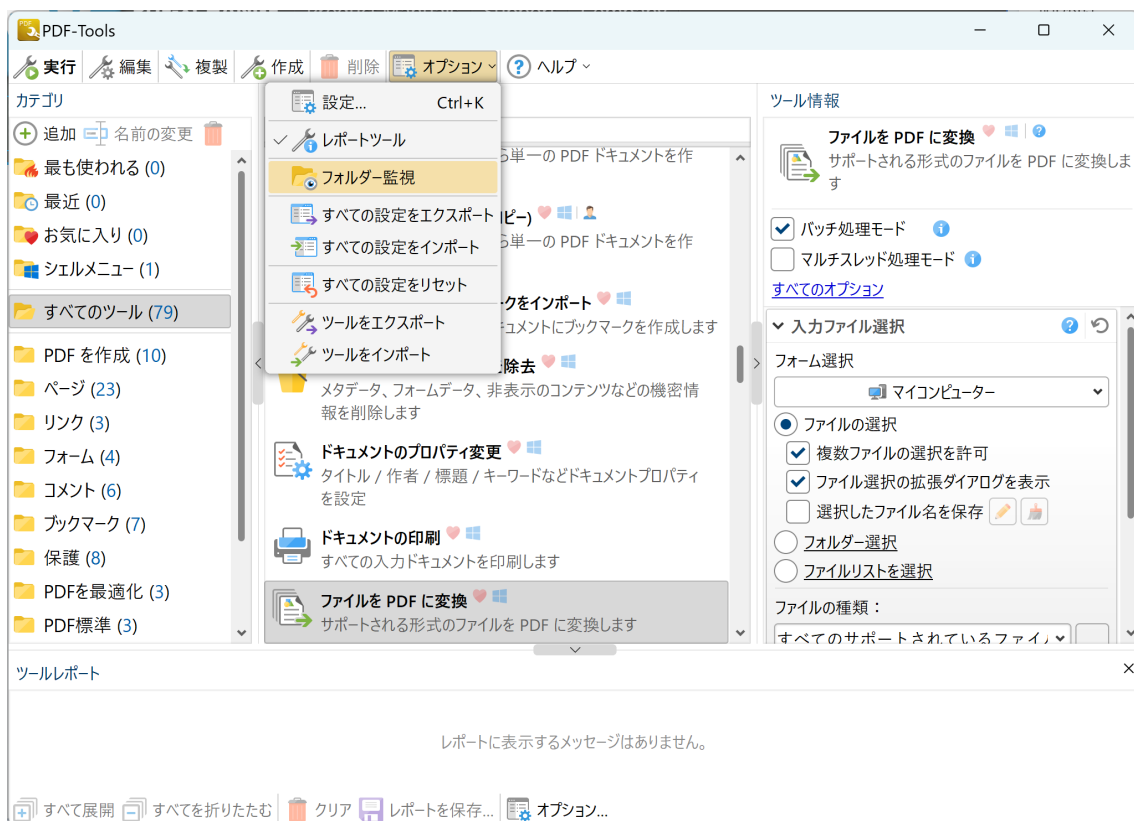 PDF-Tools
実行 編集 複製 作成 削除 オプション ヘルプ
カテゴリ
追加 名前の変更
最も使われる (0)
最近 (0)
お気に入り (0)
シェルメニュー (1)
すべてのツール (79)
PDF を作成 (10)
ページ (23)
リンク (3)
フォーム (4)
コメント (6)
ブックマーク (7)
保護 (8)
PDFを最適化 (3)
PDF標準 (3)
設定... Ctrl+K
レポートツール
フォルダー監視
すべての設定をエクスポート
すべての設定をインポート
すべての設定をリセット
ツールをエクスポート
ツールをインポート
ら単一の PDF ドキュメントを作
ピー)
ら単一の PDF ドキュメントを作
クをインポート
ュメントにブックマークを作成します
除去
メタデータ、フォームデータ、非表示のコンテンツなどの機密情
報を削除します
ドキュメントのプロパティ変更
タイトル / 作者 / 標題 / キーワードなどドキュメントプロパティ
を設定
ドキュメントの印刷
すべての入力ドキュメントを印刷します
ファイルを PDF に変換
サポートされる形式のファイルを PDF に変換します
ツール情報
ファイルを PDF に変換
サポートされる形式のファイルを PDF に変換しま
す
バッチ処理モード
マルチスレッド処理モード
すべてのオプション
入力ファイル選択
フォーム選択
マイコンピューター
ファイルの選択
複数ファイルの選択を許可
ファイル選択の拡張ダイアログを表示
選択したファイル名を保存
フォルダー選択
ファイルリストを選択
ファイルの種類：
すべてのサポートされているファイ
ツールレポート
レポートに表示するメッセージはありません。
すべて展開 すべてを折りたたむ クリア レポートを保存... オプション...